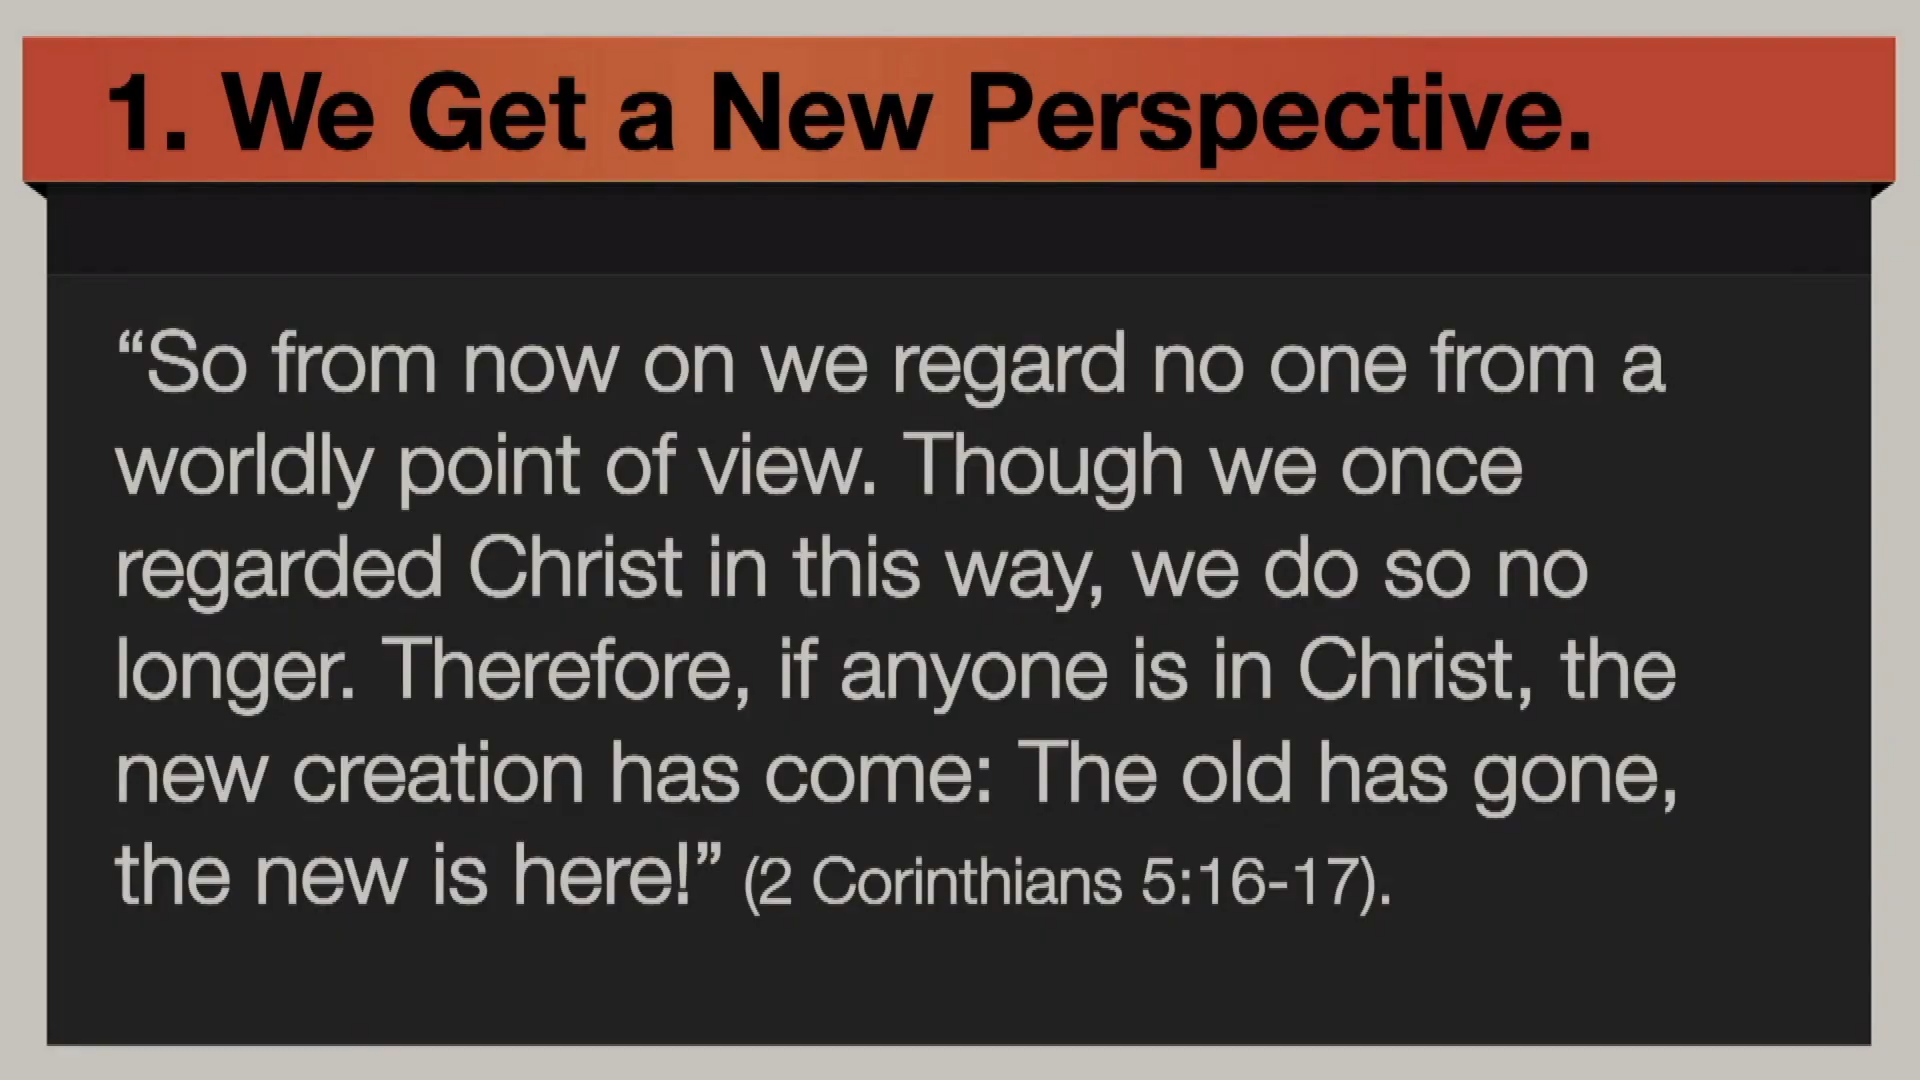 1. We Get a New Perspective.
“So from now on we regard no one from a
worldly point of view. Though we once
regarded Christ in this way, we do so no
longer. Therefore, if anyone is in Christ, the
new creation has come: The old has gone,
the new is here!” (2 Corinthians 5:16-17).